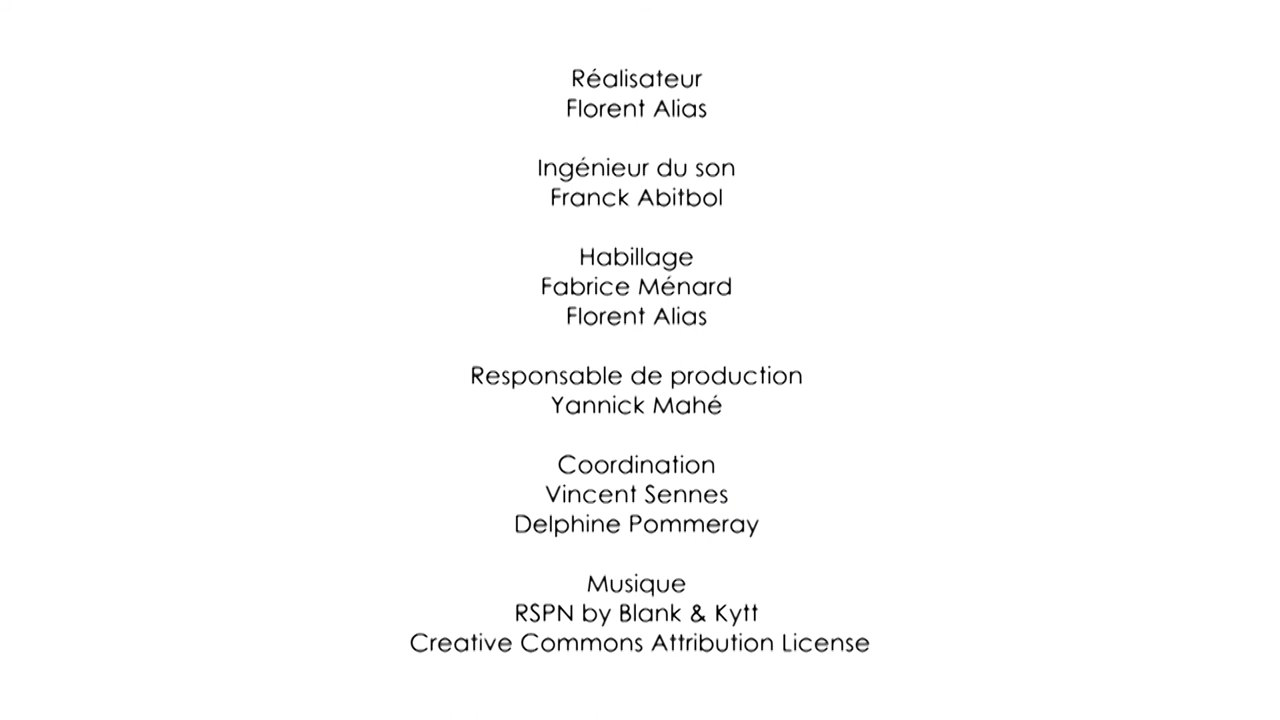 Réalisateur
Florent Alias
Ingénieur du son
Franck Abitbol
Habillage
Fabrice Ménard
Florent Alias
Responsable de production
Yannick Mahé
Coordination
Vincent Sennes
Delphine Pommeray
Musique
RSPN by Blank & Kytt
Creative Commons Attribution License